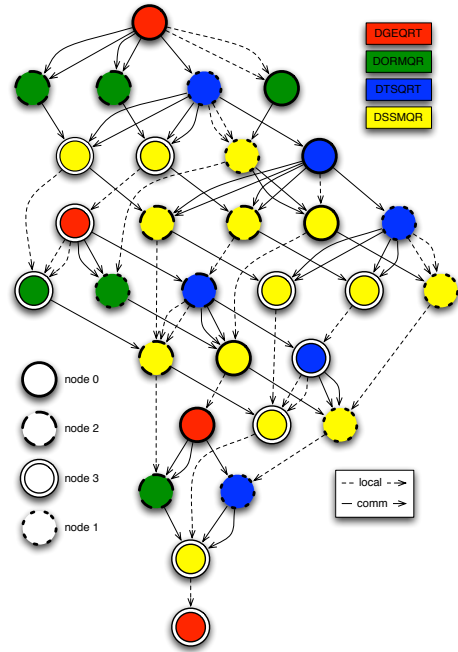 DGEQRT
DORMQR
DTSQRT
DSSMQR
node 0
node 2
node 3
node 1
local
comm